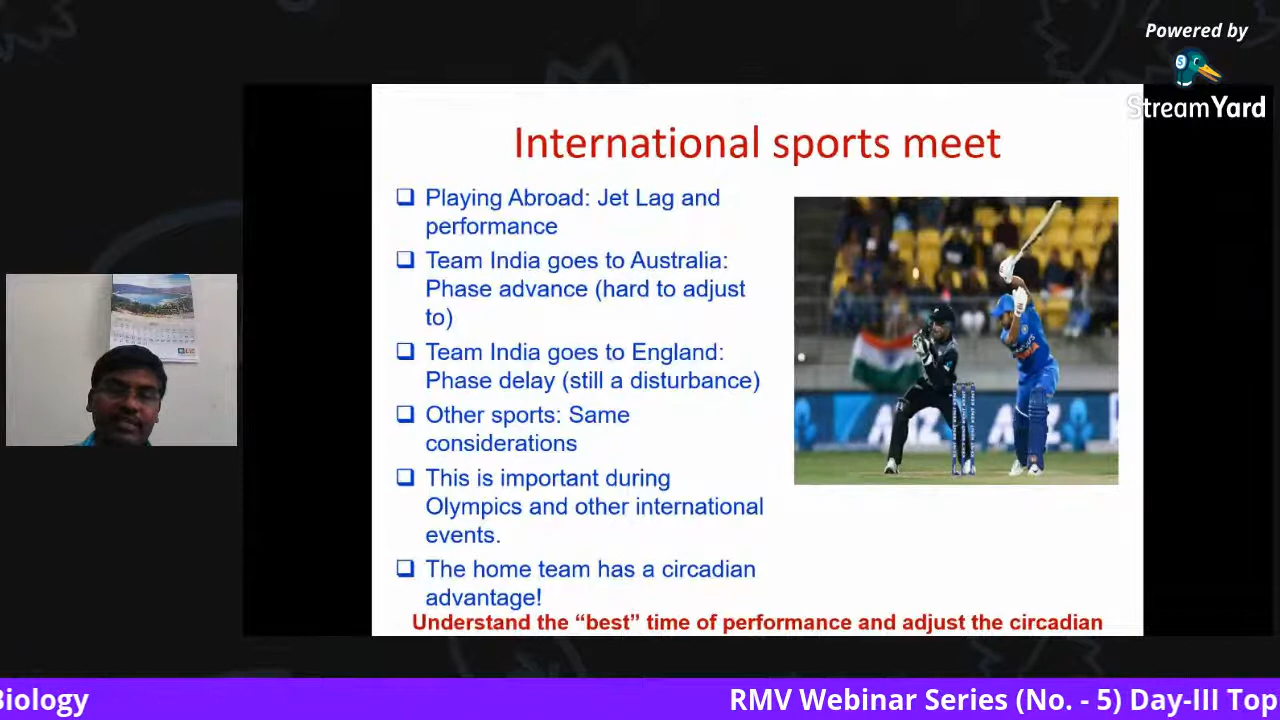 Powered by
StreamYard
International sports meet
Playing Abroad: Jet Lag and
performance
Team India goes to Australia:
Phase advance (hard to adjust
to)
Team India goes to England:
Phase delay (still a disturbance)
Other sports: Same
considerations
This is important during
Olympics and other international
events.
The home team has a circadian
advantage!
Understand the “best” time of performance and adjust the circadian
Biology
RMV Webinar Series (No. - 5) Day-III Top